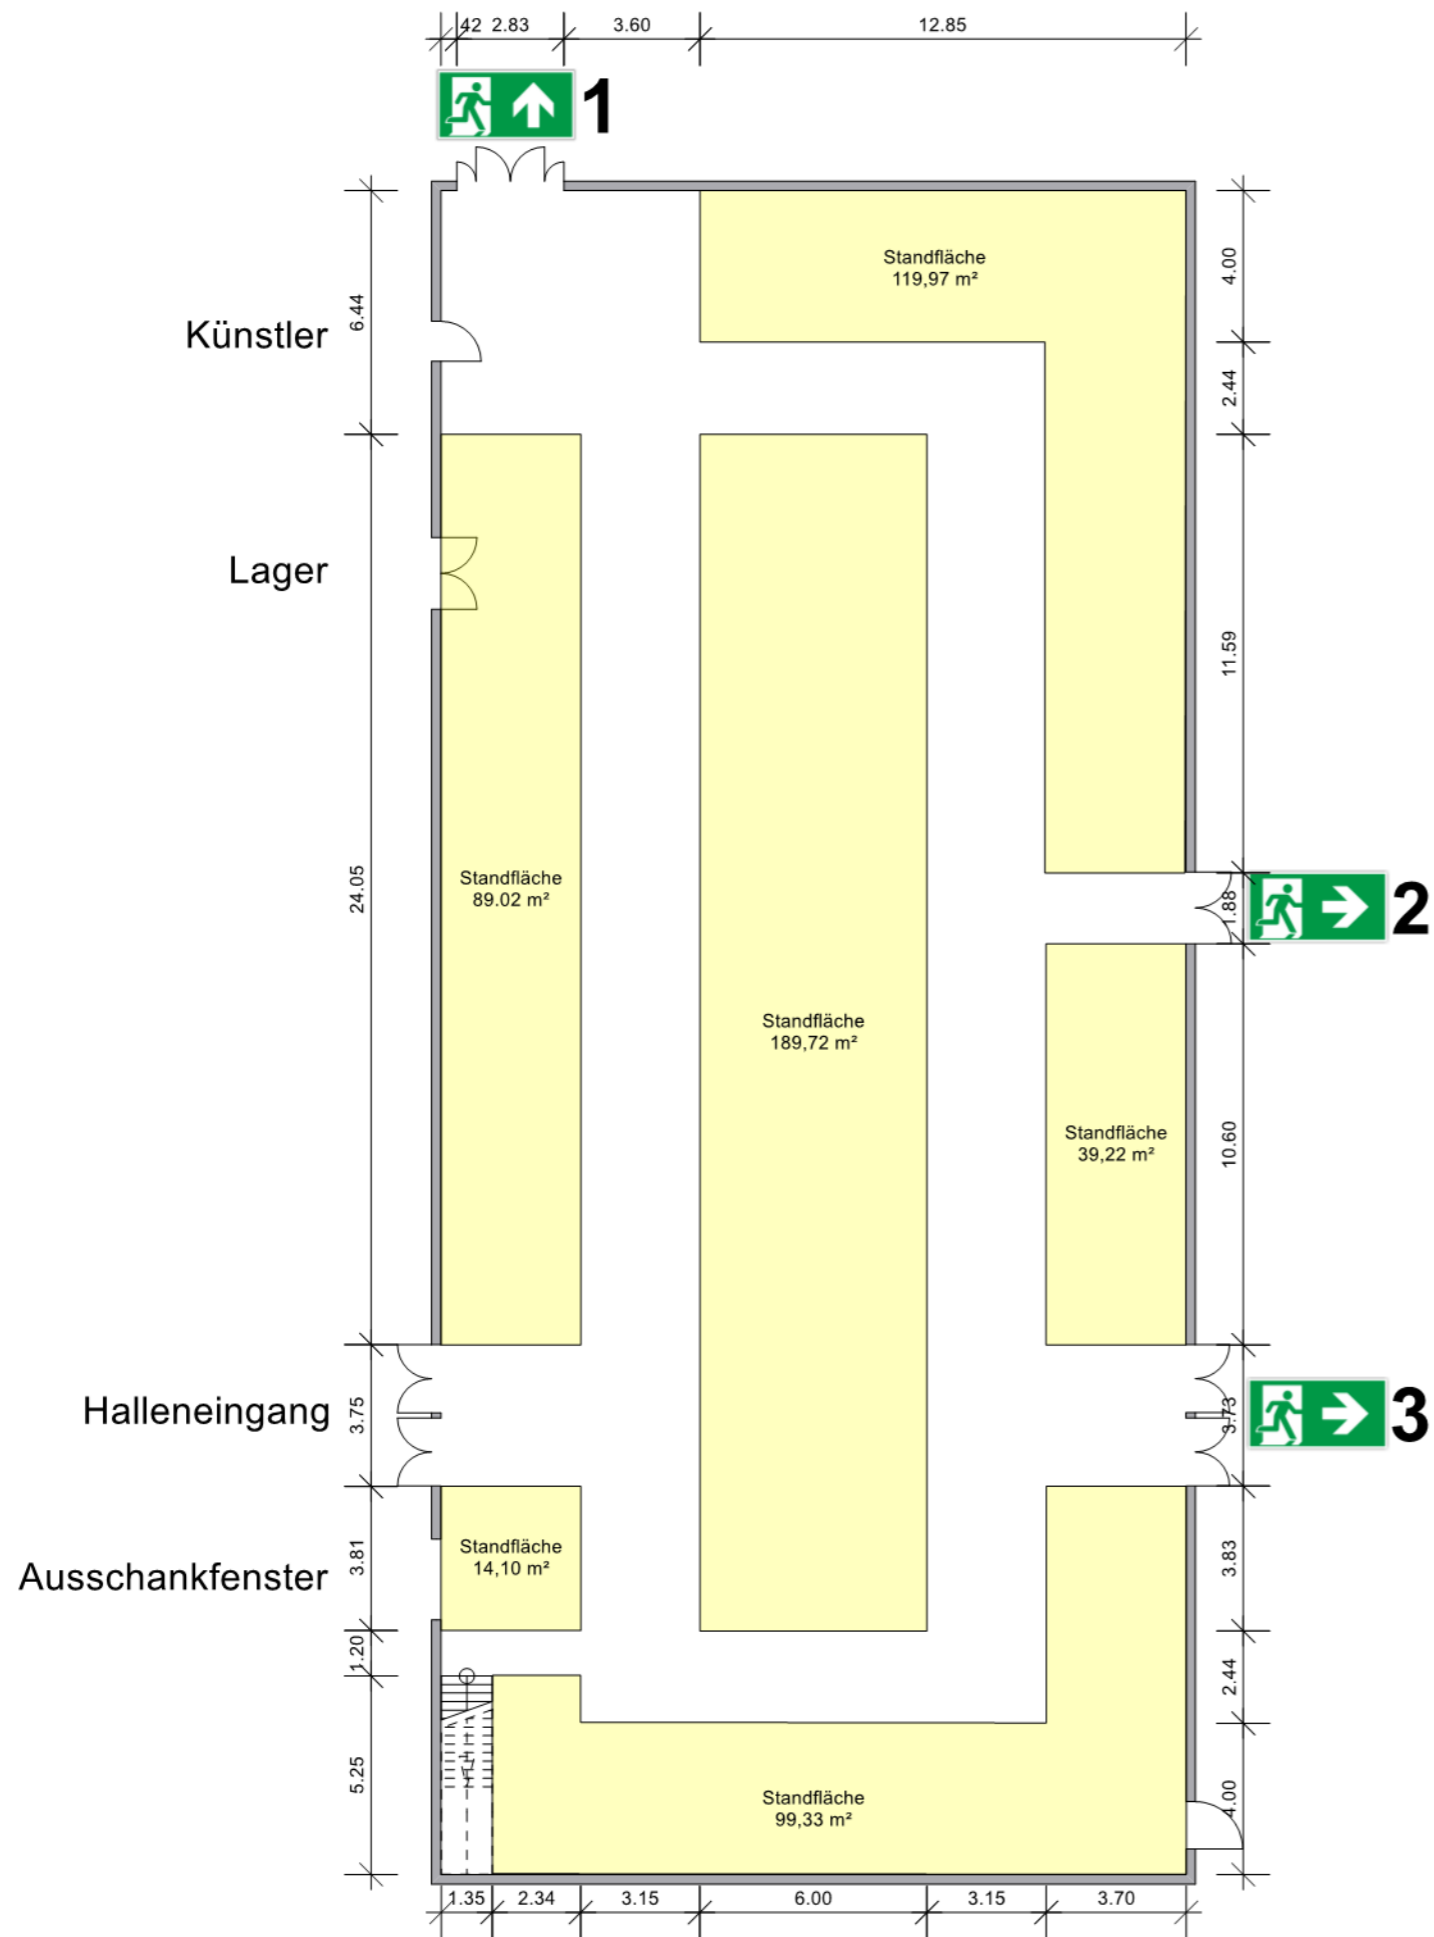 42 2.83 3.60 12.85
1
Standfläche
119,97 m²
4.00
6.44
Künstler
2.44
Lager
11.59
24.05
Standfläche
89.02 m²
1.88
2
Standfläche
189,72 m²
Standfläche
39,22 m²
10.60
Halleneingang
3.75
3.73
3
Standfläche
14,10 m²
3.81
3.83
Ausschankfenster
1.20
2.44
5.25
Standfläche
99,33 m²
4.00
1.35 2.34 3.15 6.00 3.15 3.70